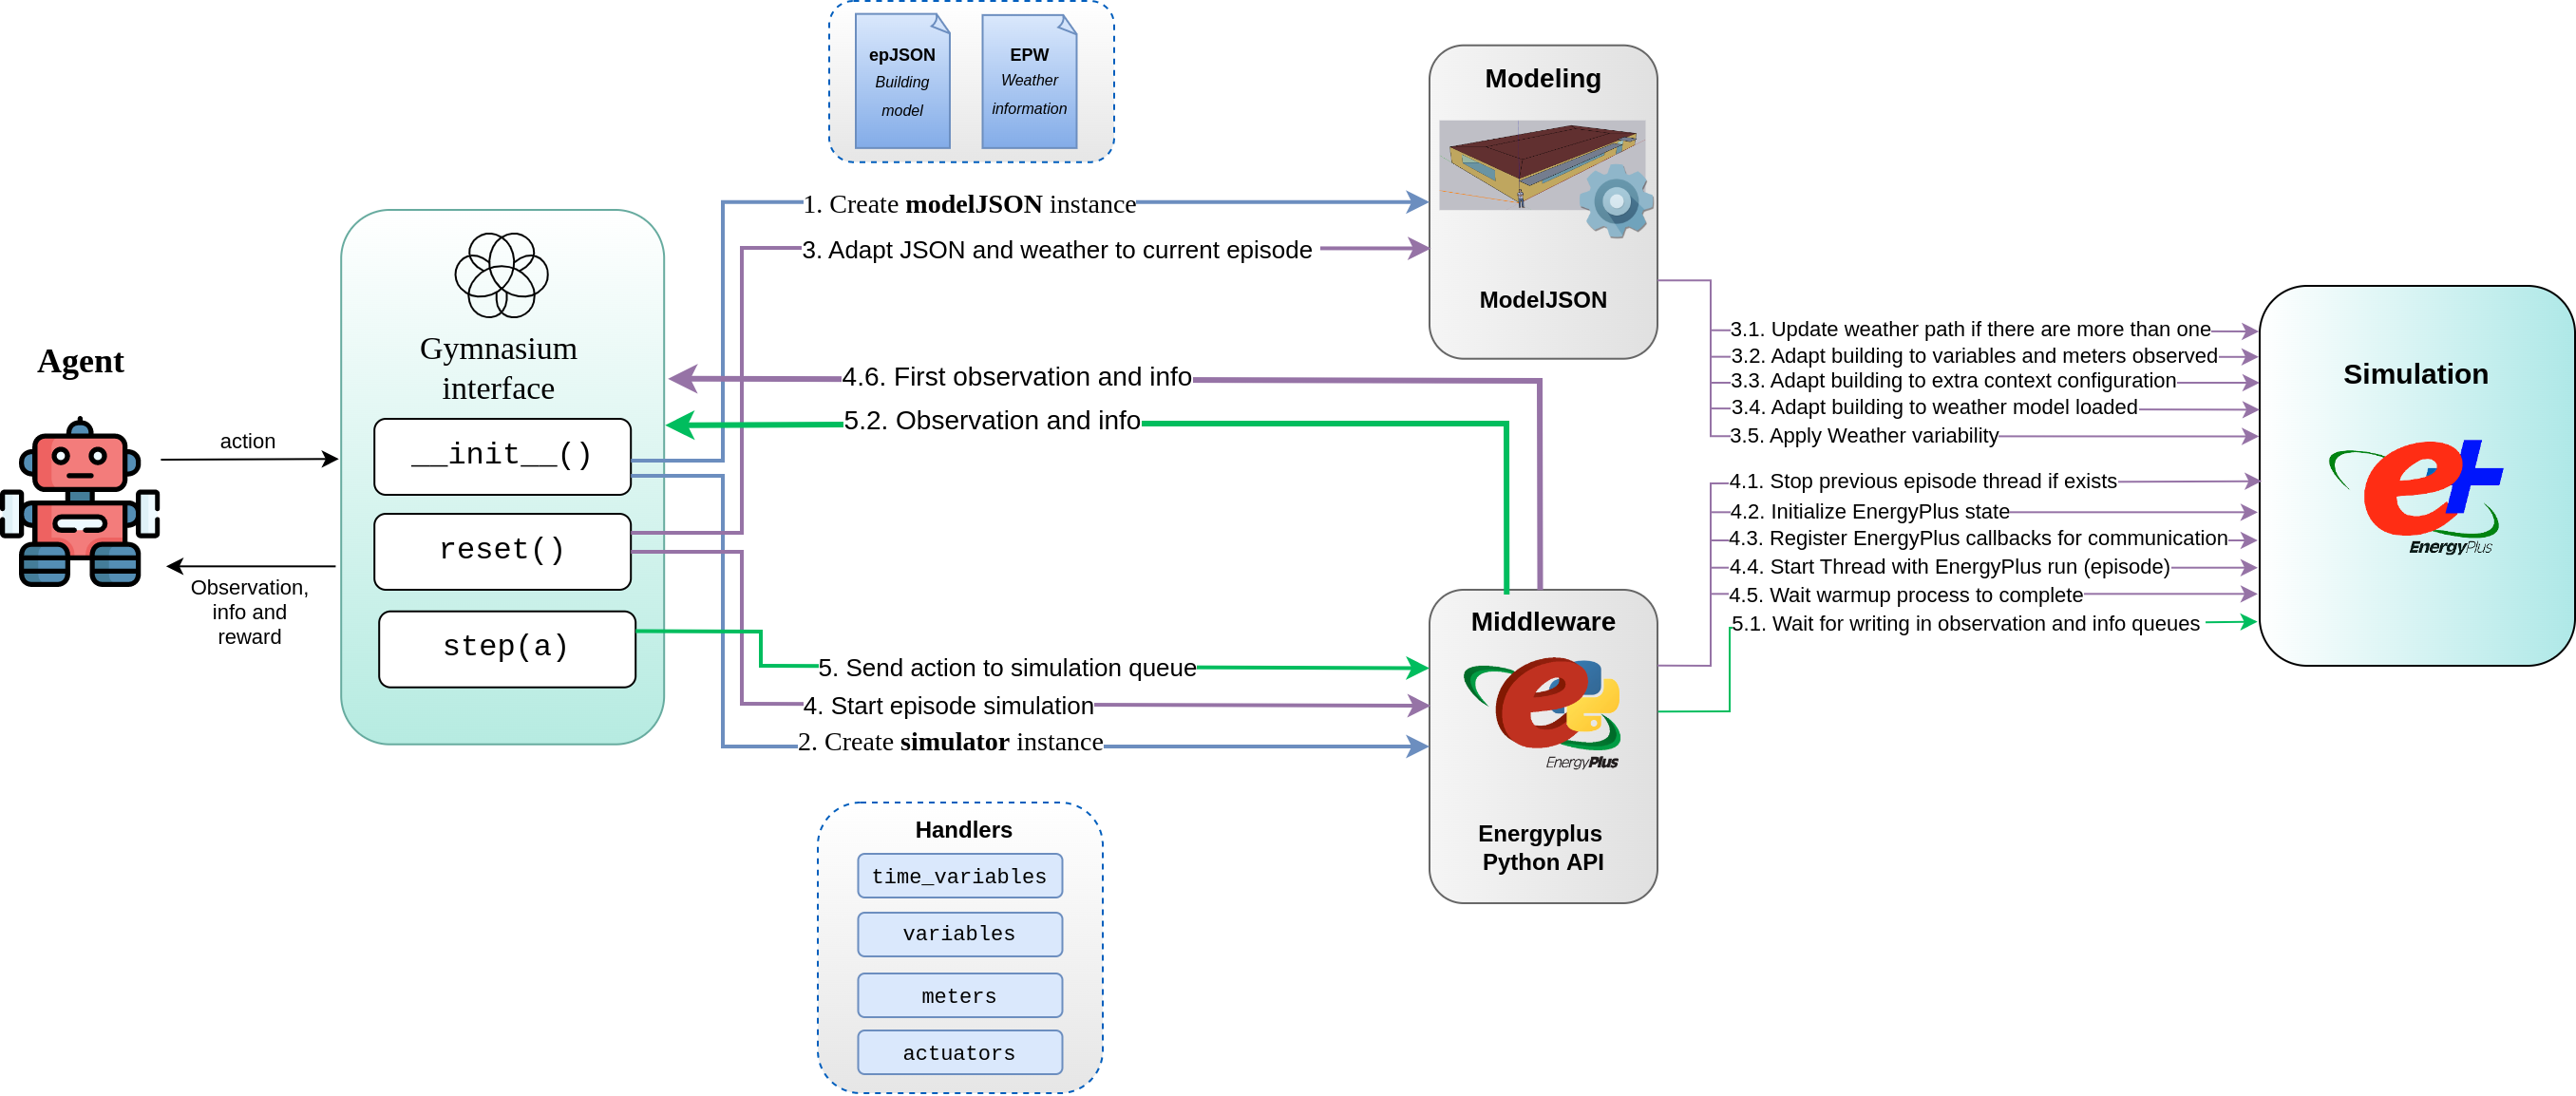 epJSON
Building
model
EPW
Weather
information
Modeling
ModelJSON
1. Create modelJSON instance
3. Adapt JSON and weather to current episode
Agent
action
Observation,
info and
reward
Gymnasium
interface
__init__()
reset()
step(a)
4.6. First observation and info
5.2. Observation and info
5. Send action to simulation queue
4. Start episode simulation
2. Create simulator instance
Middleware
EnergyPlus
Energyplus
Python API
3.1. Update weather path if there are more than one
3.2. Adapt building to variables and meters observed
3.3. Adapt building to extra context configuration
3.4. Adapt building to weather model loaded
3.5. Apply Weather variability
4.1. Stop previous episode thread if exists
4.2. Initialize EnergyPlus state
4.3. Register EnergyPlus callbacks for communication
4.4. Start Thread with EnergyPlus run (episode)
4.5. Wait warmup process to complete
5.1. Wait for writing in observation and info queues
Simulation
e+
EnergyPlus
Handlers
time_variables
variables
meters
actuators